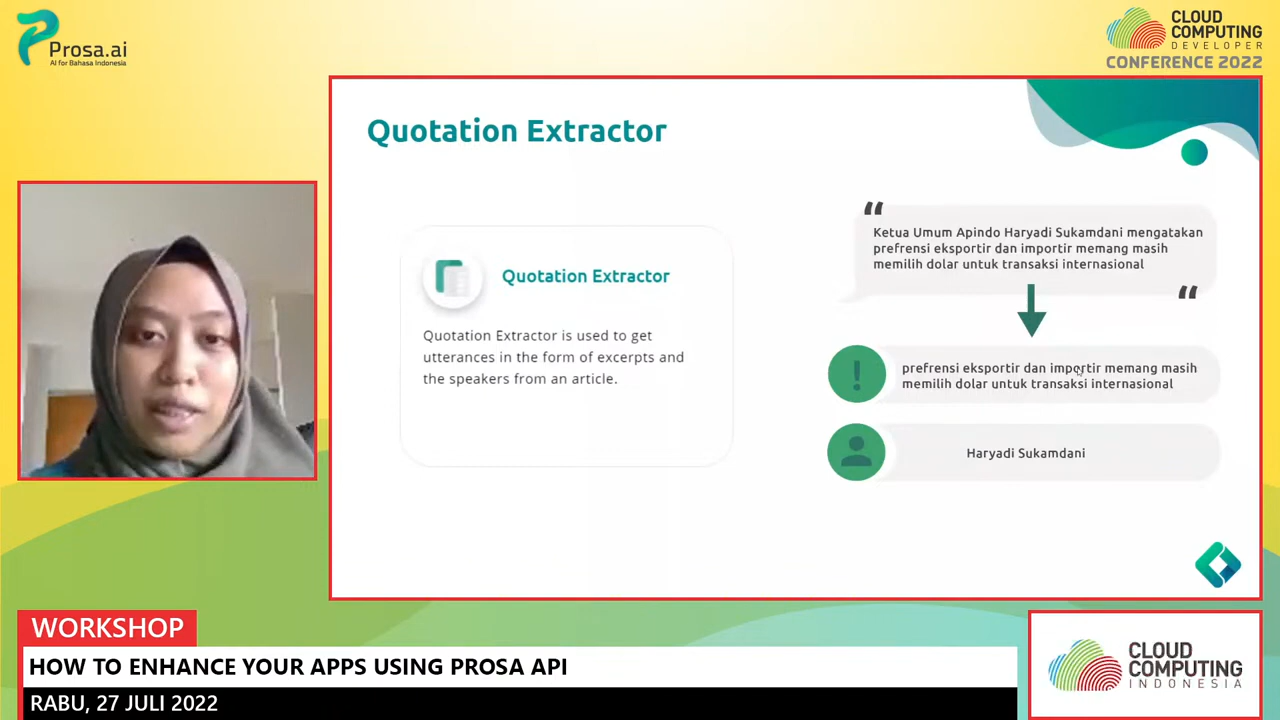 Prosa.ai
AI for Bahasa Indonesia
CLOUD
COMPUTING
DEVELOPER
CONFERENCE 2022
Quotation Extractor
Quotation Extractor
Quotation Extractor is used to get
utterances in the form of excerpts and
the speakers from an article.
“
Ketua Umum Apindo Haryadi Sukamdani mengatakan
prefrensi eksportir dan importir memang masih
memilih dolar untuk transaksi internasional
“
!
prefrensi eksportir dan importir memang masih
memilih dolar untuk transaksi internasional
Haryadi Sukamdani
WORKSHOP
HOW TO ENHANCE YOUR APPS USING PROSA API
RABU, 27 JULI 2022
CLOUD
COMPUTING
INDONESIA